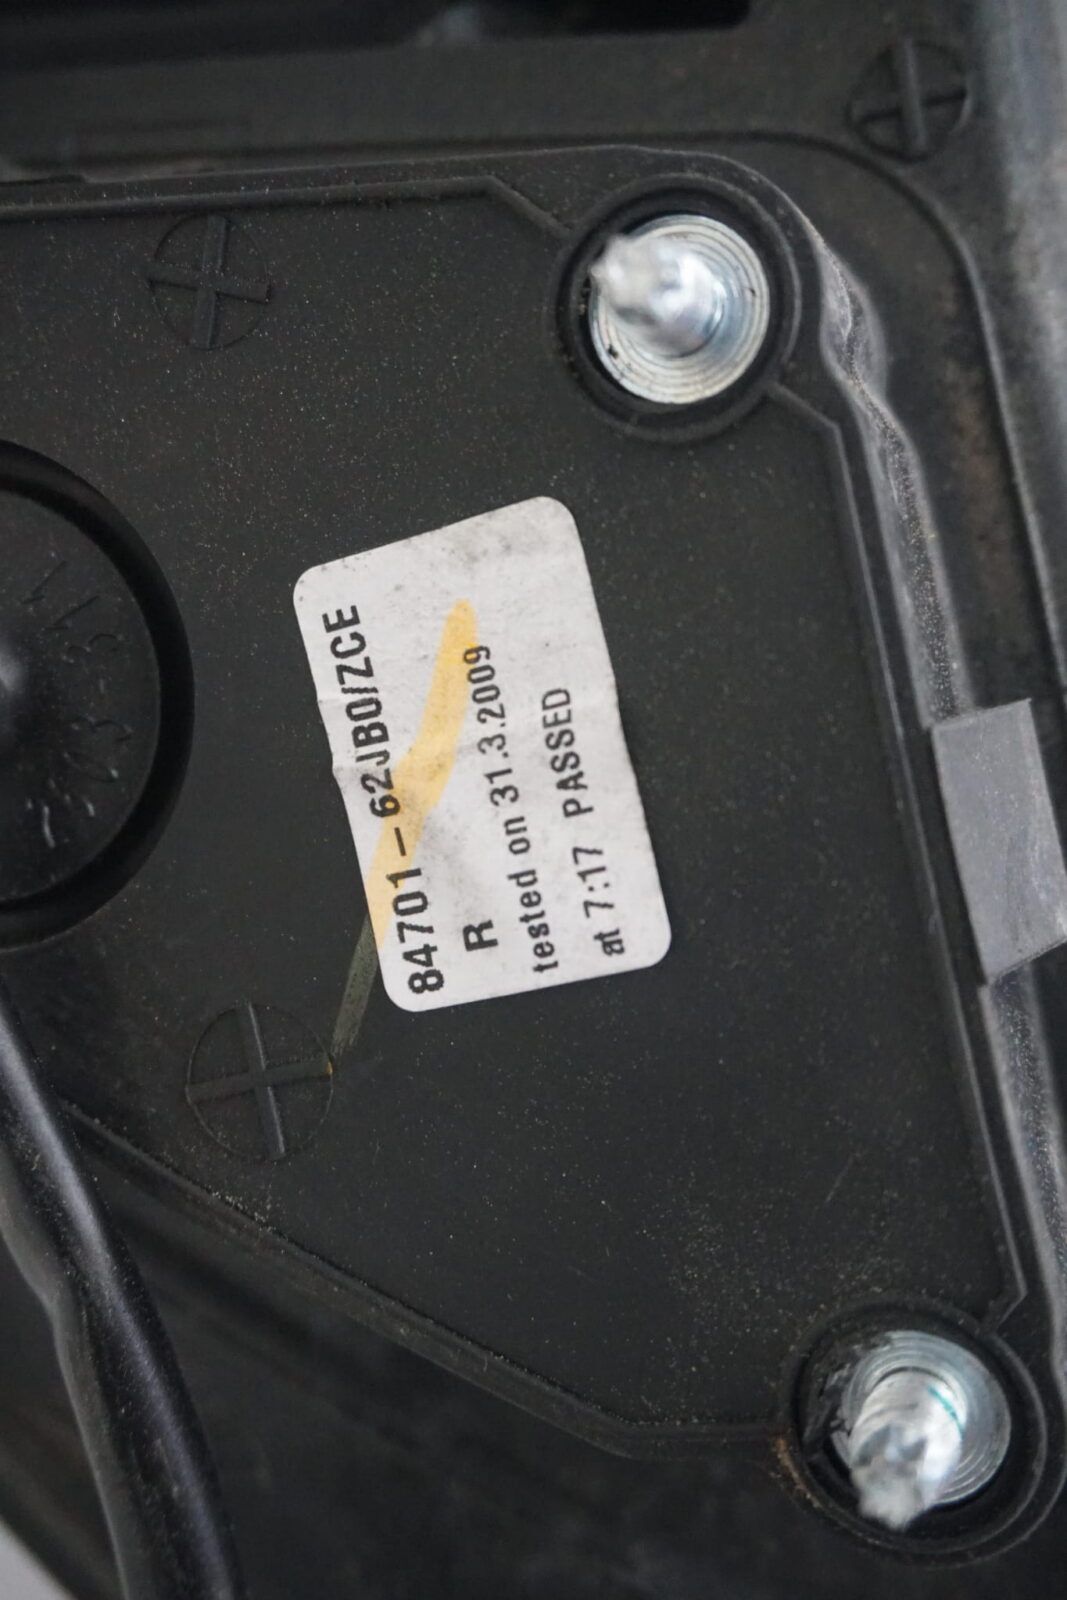 84701-62JB0/ZCE
R
tested on 31.3.2009
at 7:17 PASSED